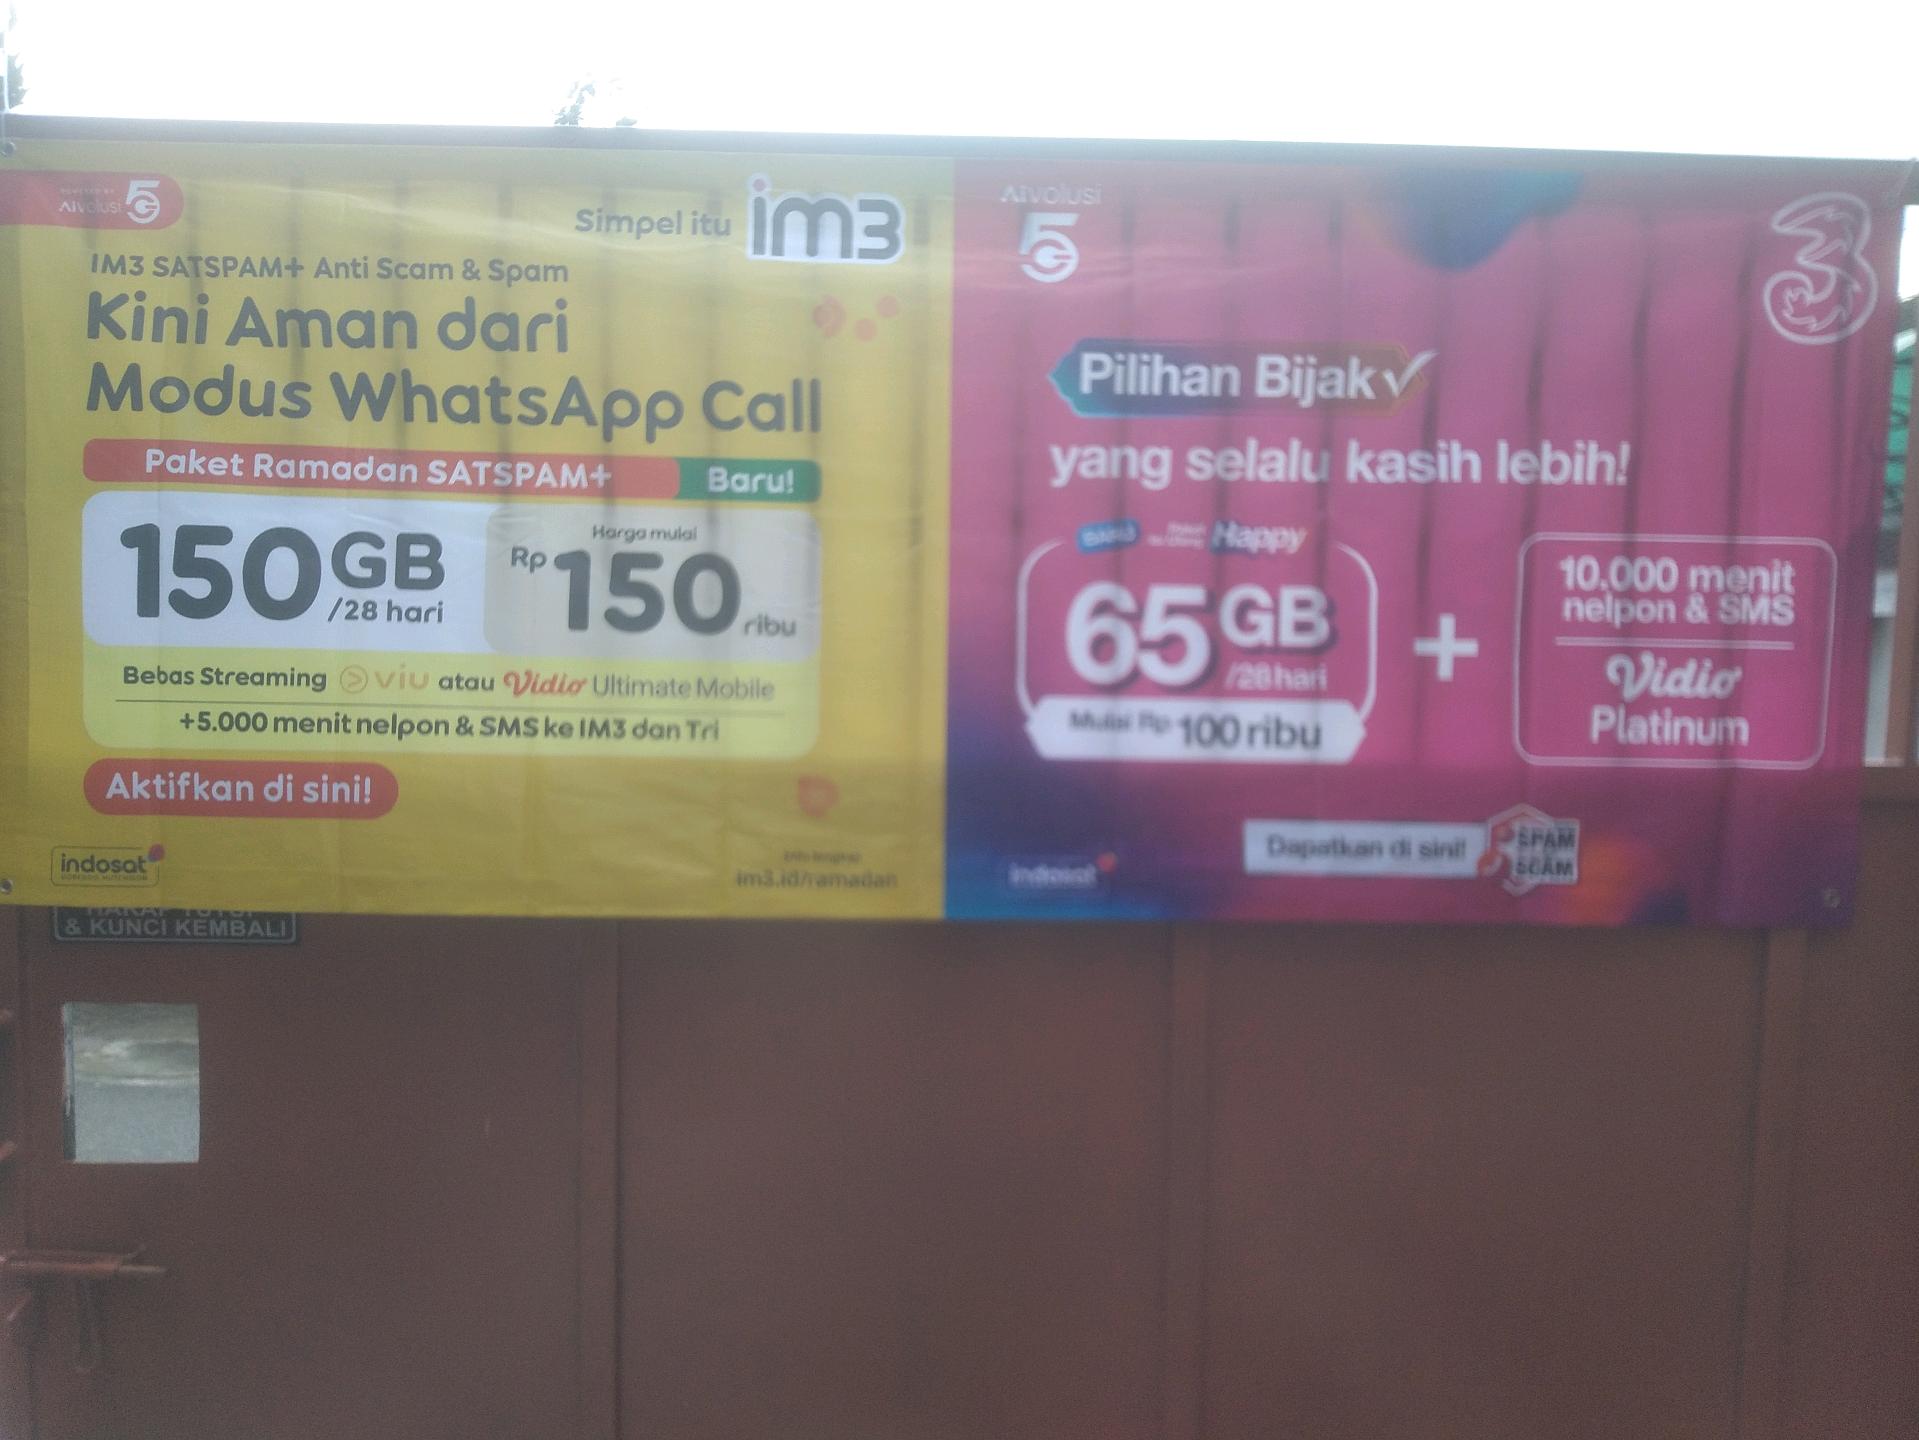 POWERED BY
AIvolusi 5G
Simpel itu im3
IM3 SATSPAM+ Anti Scam & Spam
Kini Aman dari
Modus WhatsApp Call
Paket Ramadan SATSPAM+ Baru!
150GB
/28 hari
Harga mulai
Rp 150 ribu
Bebas Streaming viu atau Vidio Ultimate Mobile
+5.000 menit nelpon & SMS ke IM3 dan Tri
Aktifkan di sini!
indosat
OOREDOO HUTCHISON
im3.id/ramadan
AIvolusi
5G
3
Pilihan Bijak
yang selalu kasih lebih!
Happy
65GB
/28 hari
Mulai Rp 100 ribu
+
10.000 menit
nelpon & SMS
Vidio
Platinum
Dapatkan di sini!
SPAM
SCAM
indosat
HARAP TUTUP
& KUNCI KEMBALI